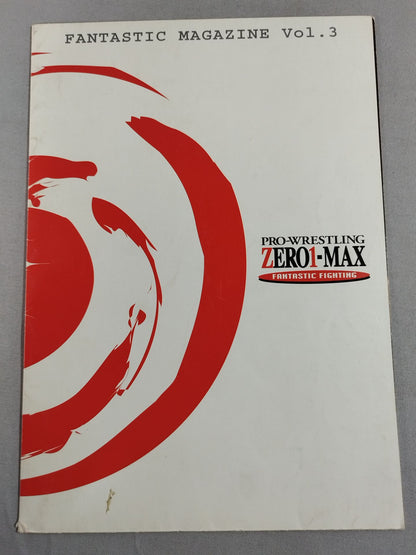 FANTASTIC MAGAZINE Vol.3
PRO-WRESTLING
ZERO1-MAX
FANTASTIC FIGHTING